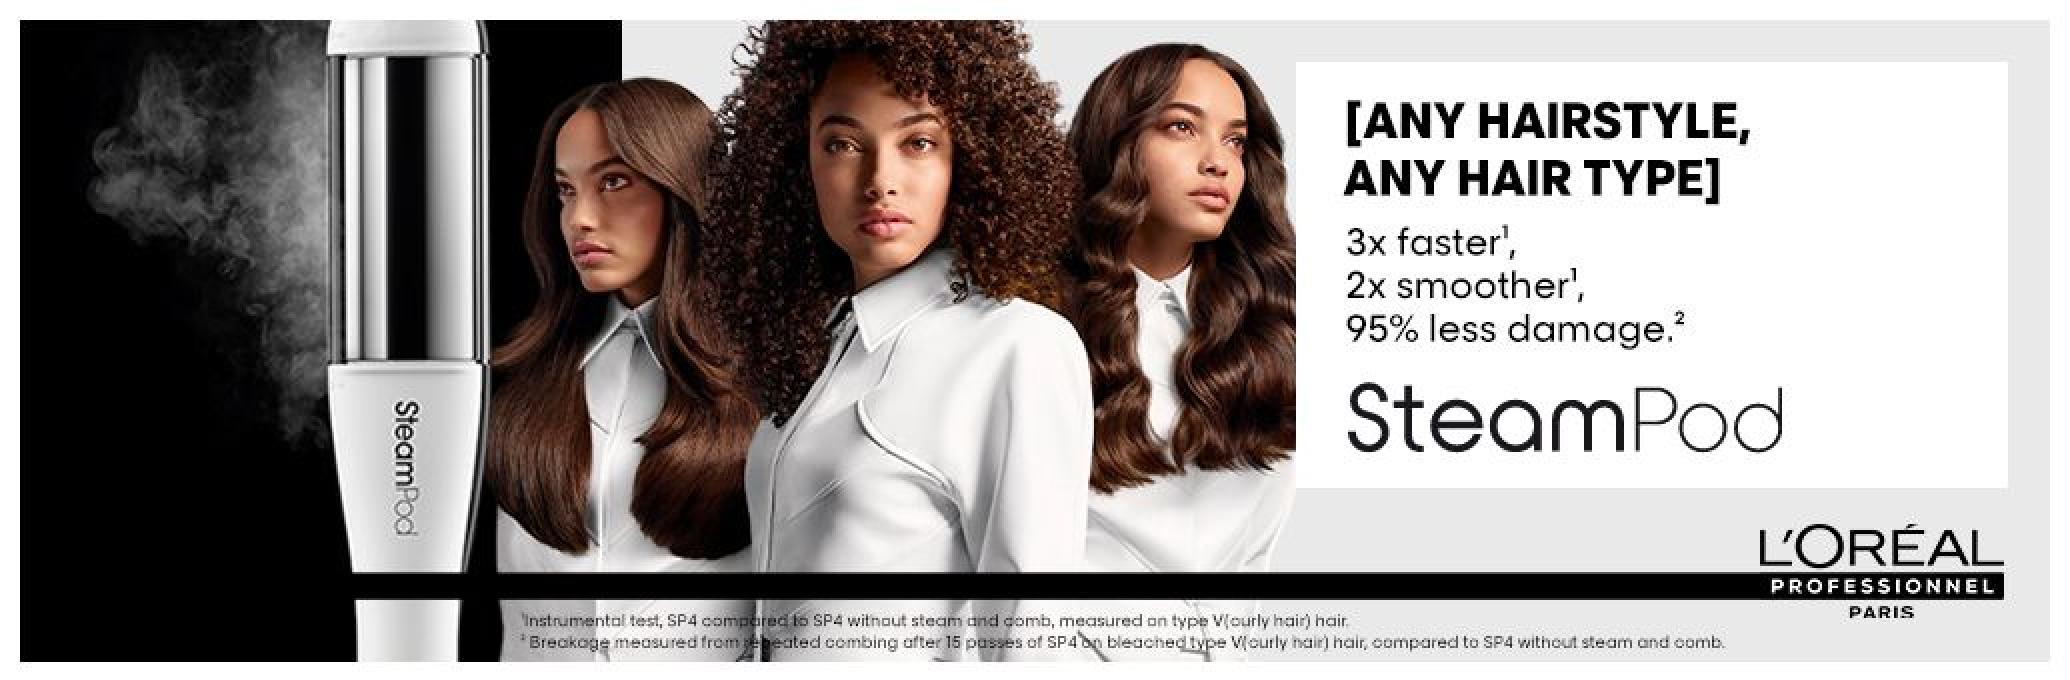 SteamPod
[ANY HAIRSTYLE,
ANY HAIR TYPE]
3x faster¹,
2x smoother¹,
95% less damage.²
SteamPod
L'ORÉAL
PROFESSIONNEL
PARIS
¹Instrumental test, SP4 compared to SP4 without steam and comb, measured on type V(curly hair) hair.
² Breakage measured from repeated combing after 15 passes of SP4 on bleached type V(curly hair) hair, compared to SP4 without steam and comb.